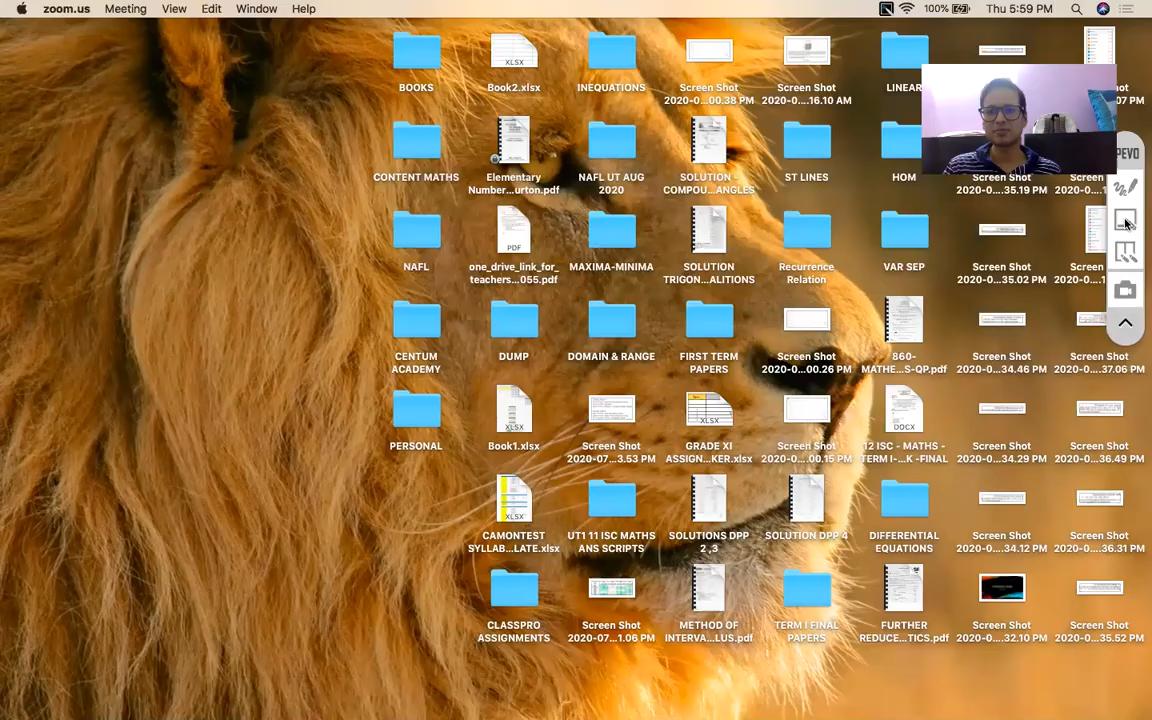 zoom.us Meeting View Edit Window Help 100% Thu 5:59 PM
BOOKS
XLSX
Book2.xlsx
INEQUATIONS
Screen Shot
2020-0...00.38 PM
Screen Shot
2020-0....16.10 AM
LINEAR
07 PM
CONTENT MATHS
Elementary
Number...urton.pdf
NAFL UT AUG
2020
SOLUTION -
COMPOU...ANGLES
ST LINES
HOM
Screen Shot
2020-0....35.19 PM
PEVO
NAFL
PDF
one_drive_link_for_
teachers...055.pdf
MAXIMA-MINIMA
SOLUTION
TRIGON...ALITIONS
Recurrence
Relation
VAR SEP
Screen Shot
2020-0....35.02 PM
Screen
CENTUM
ACADEMY
DUMP
DOMAIN & RANGE
FIRST TERM
PAPERS
Screen Shot
2020-0...00.26 PM
860-
MATHE...S-QP.pdf
Screen Shot
2020-0....34.46 PM
Screen Shot
2020-0....37.06 PM
PERSONAL
XLSX
Book1.xlsx
Screen Shot
2020-07...3.53 PM
XLSX
GRADE XI
ASSIGN...KER.xlsx
Screen Shot
2020-0...00.15 PM
DOCX
12 ISC - MATHS -
TERM I-...K -FINAL
Screen Shot
2020-0....34.29 PM
Screen Shot
2020-0....36.49 PM
XLSX
CAMONTEST
SYLLAB...LATE.xlsx
UT1 11 ISC MATHS
ANS SCRIPTS
SOLUTIONS DPP
2 ,3
SOLUTION DPP 4
DIFFERENTIAL
EQUATIONS
Screen Shot
2020-0....34.12 PM
Screen Shot
2020-0....36.31 PM
CLASSPRO
ASSIGNMENTS
Screen Shot
2020-07...1.06 PM
METHOD OF
INTERVA...LUS.pdf
TERM I FINAL
PAPERS
FURTHER
REDUCE...TICS.pdf
Screen Shot
2020-0....32.10 PM
Screen Shot
2020-0....35.52 PM